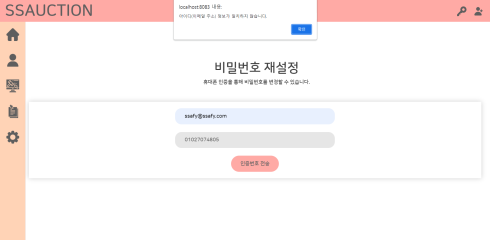 SSAUCTION
localhost:8083 내용:
아이디(이메일 주소) 정보가 일치하지 않습니다.
확인
비밀번호 재설정
휴대폰 인증을 통해 비밀번호를 변경할 수 있습니다.
ssafy@ssafy.com
01027074805
인증번호 전송